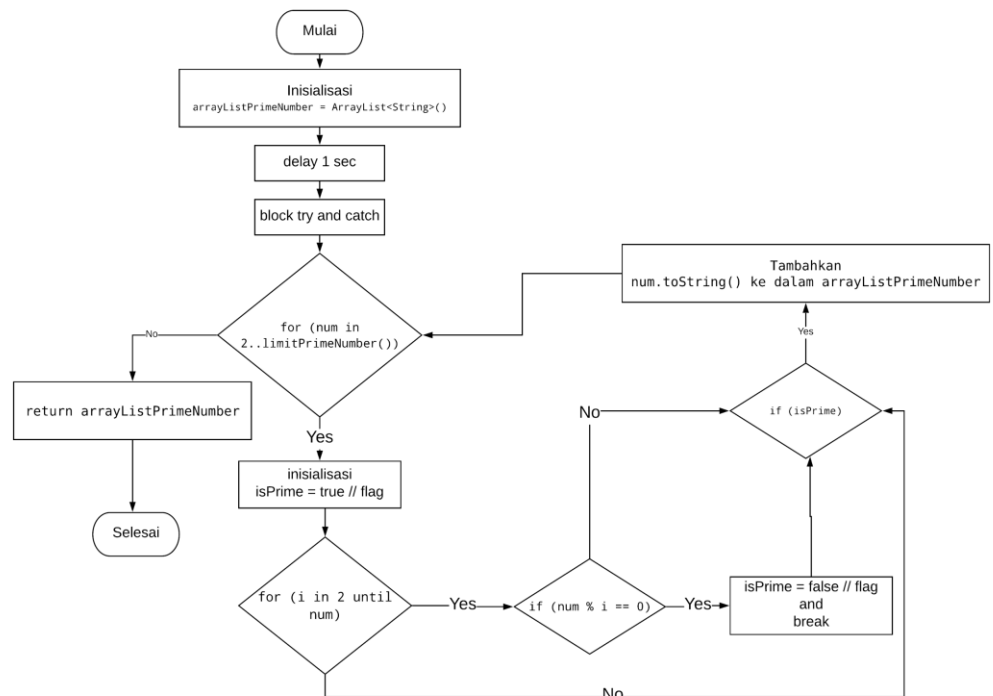 Mulai
Inisialisasi
arrayListPrimeNumber = ArrayList<String>()
delay 1 sec
block try and catch
for (num in
2..limitPrimeNumber())
No
return arrayListPrimeNumber
Selesai
Yes
inisialisasi
isPrime = true // flag
for (i in 2 until
num)
Yes
if (num % i == 0)
No
Yes
isPrime = false // flag
and
break
No
if (isPrime)
Yes
Tambahkan
num.toString() ke dalam arrayListPrimeNumber